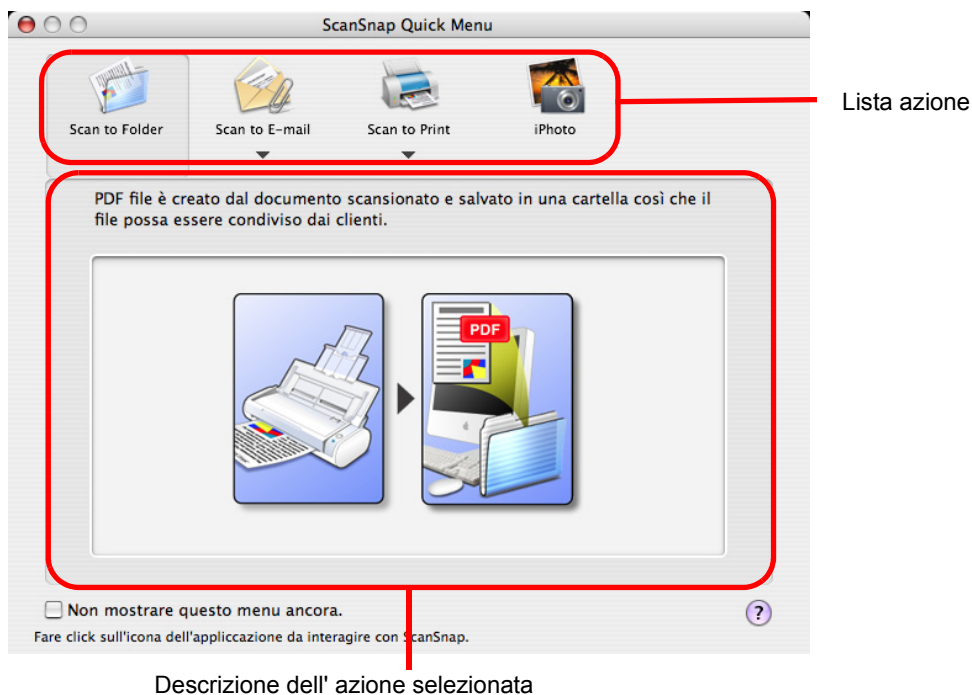 ScanSnap Quick Menu
Scan to Folder
Scan to E-mail
Scan to Print
iPhoto
Lista azione
PDF file è creato dal documento scansionato e salvato in una cartella così che il
file possa essere condiviso dai clienti.
PDF
Non mostrare questo menu ancora.
?
Fare click sull'icona dell'appliccazione da interagire con ScanSnap.
Descrizione dell' azione selezionata